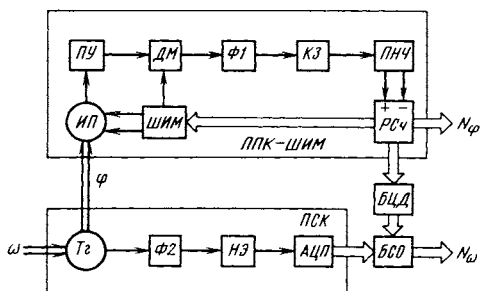 ПУ ДМ Ф1 КЗ ПНЧ
+ −
ИП ШИМ РСч Nφ
ППК-ШИМ
φ
БЦД
ПСК
ω Тг Ф2 НЭ АЦП БСО Nω